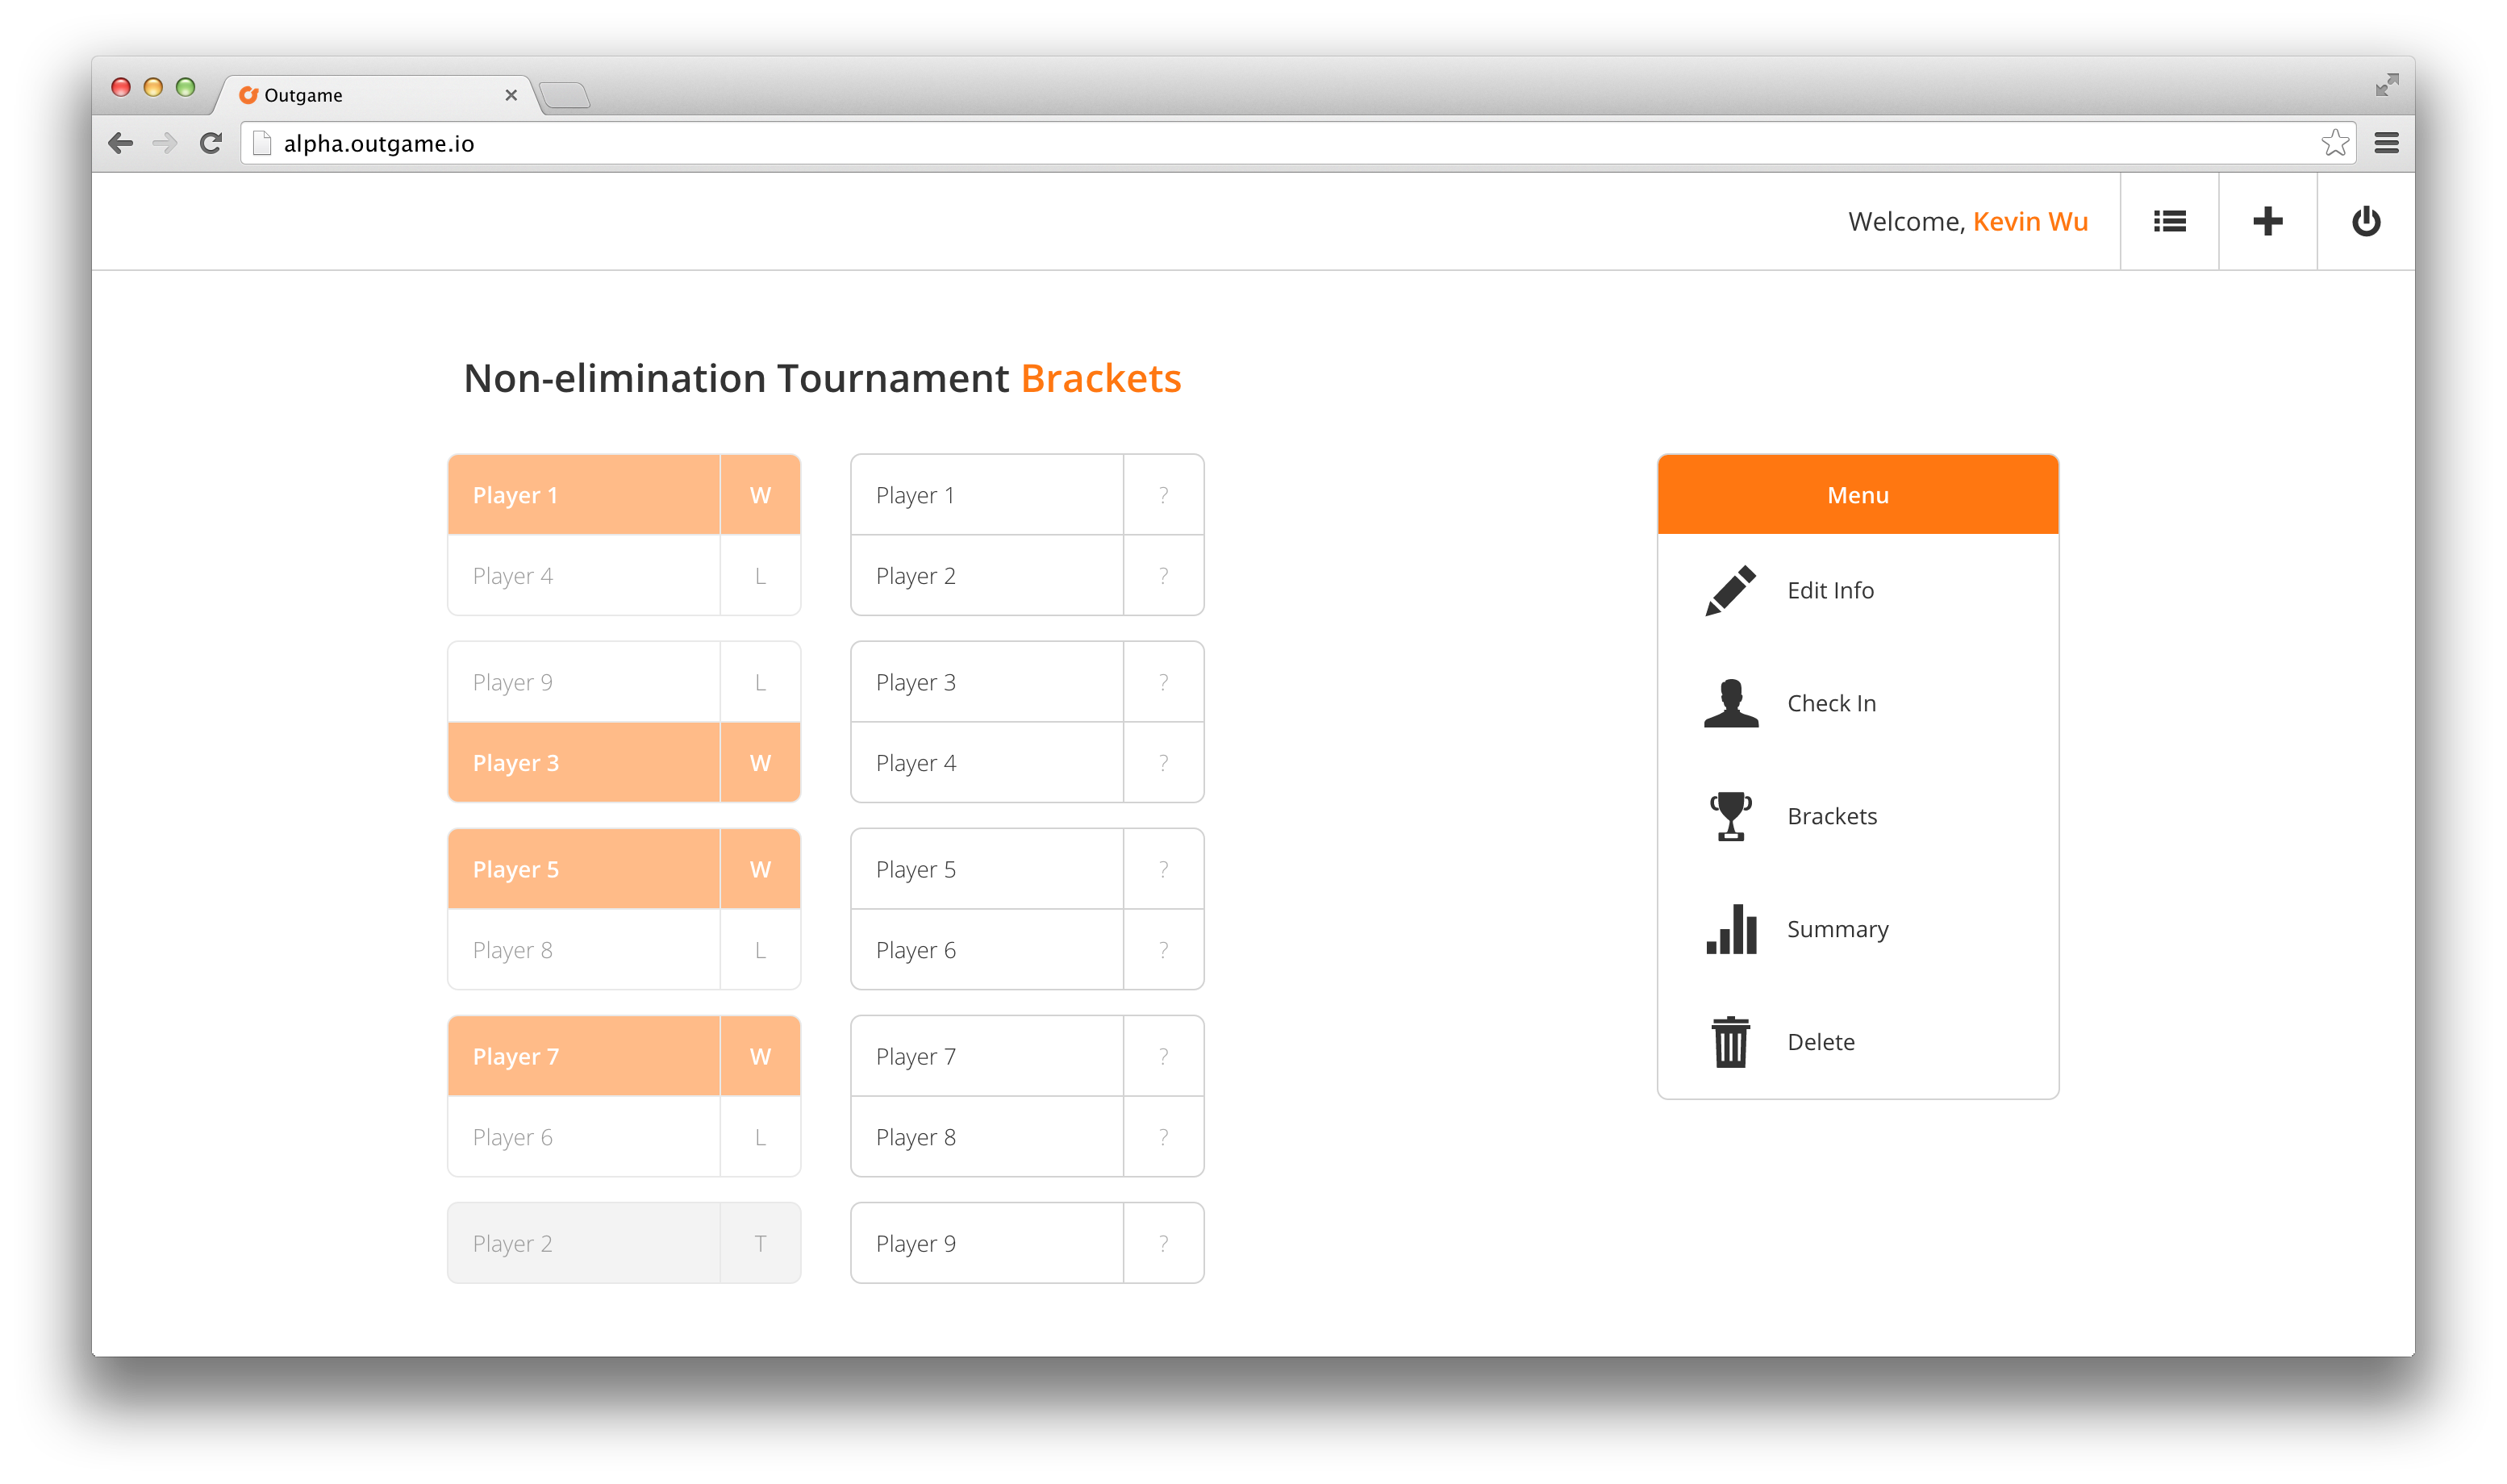 Outgame
alpha.outgame.io
Welcome, Kevin Wu
Non-elimination Tournament Brackets
Player 1 W
Player 4 L
Player 9 L
Player 3 W
Player 5 W
Player 8 L
Player 7 W
Player 6 L
Player 2 T
Player 1 ?
Player 2 ?
Player 3 ?
Player 4 ?
Player 5 ?
Player 6 ?
Player 7 ?
Player 8 ?
Player 9 ?
Menu
Edit Info
Check In
Brackets
Summary
Delete